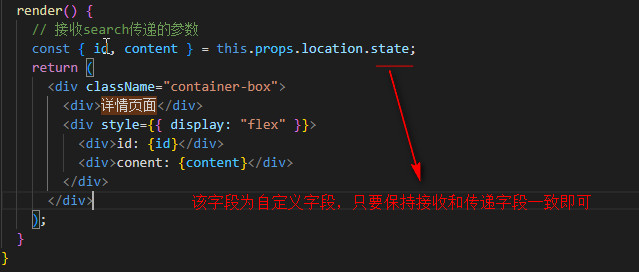 render() {
// 接收search传递的参数
const { id, content } = this.props.location.state;
return (
<div className="container-box">
<div>详情页面</div>
<div style={{ display: "flex" }}>
<div>id: {id}</div>
<div>conent: {content}</div>
</div>
</div>
该字段为自定义字段，只要保持接收和传递字段一致即可
);
}
}